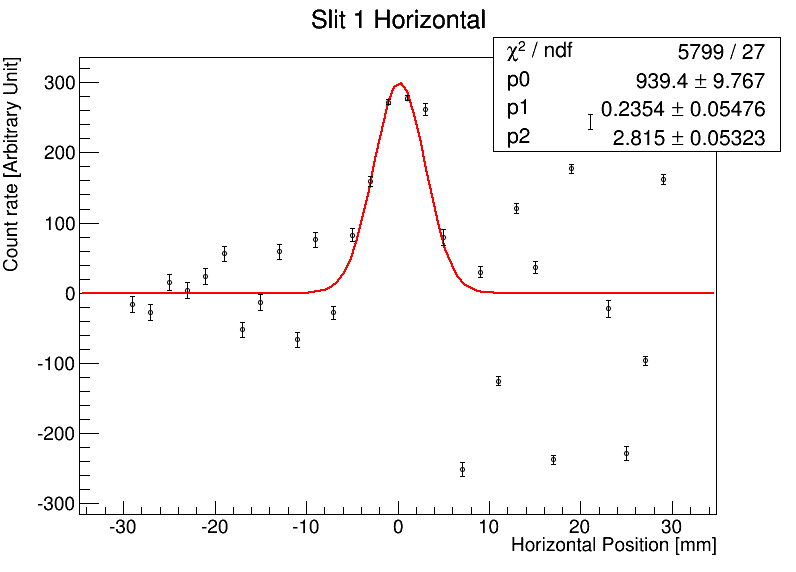 Slit 1 Horizontal
χ² / ndf 5799 / 27
p0 939.4 ± 9.767
p1 0.2354 ± 0.05476
p2 2.815 ± 0.05323
Count rate [Arbitrary Unit]
300
200
100
0
-100
-200
-300
-30 -20 -10 0 10 20 30
Horizontal Position [mm]